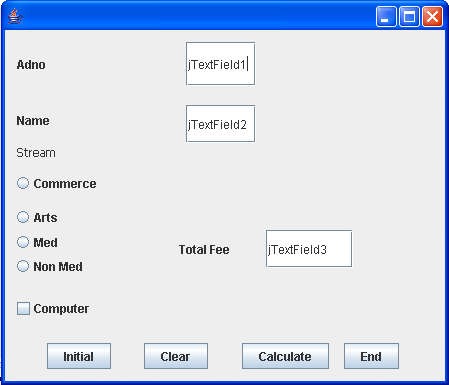 Adno jTextField1
Name jTextField2
Stream
Commerce
Arts
Med
Total Fee jTextField3
Non Med
Computer
Initial Clear Calculate End